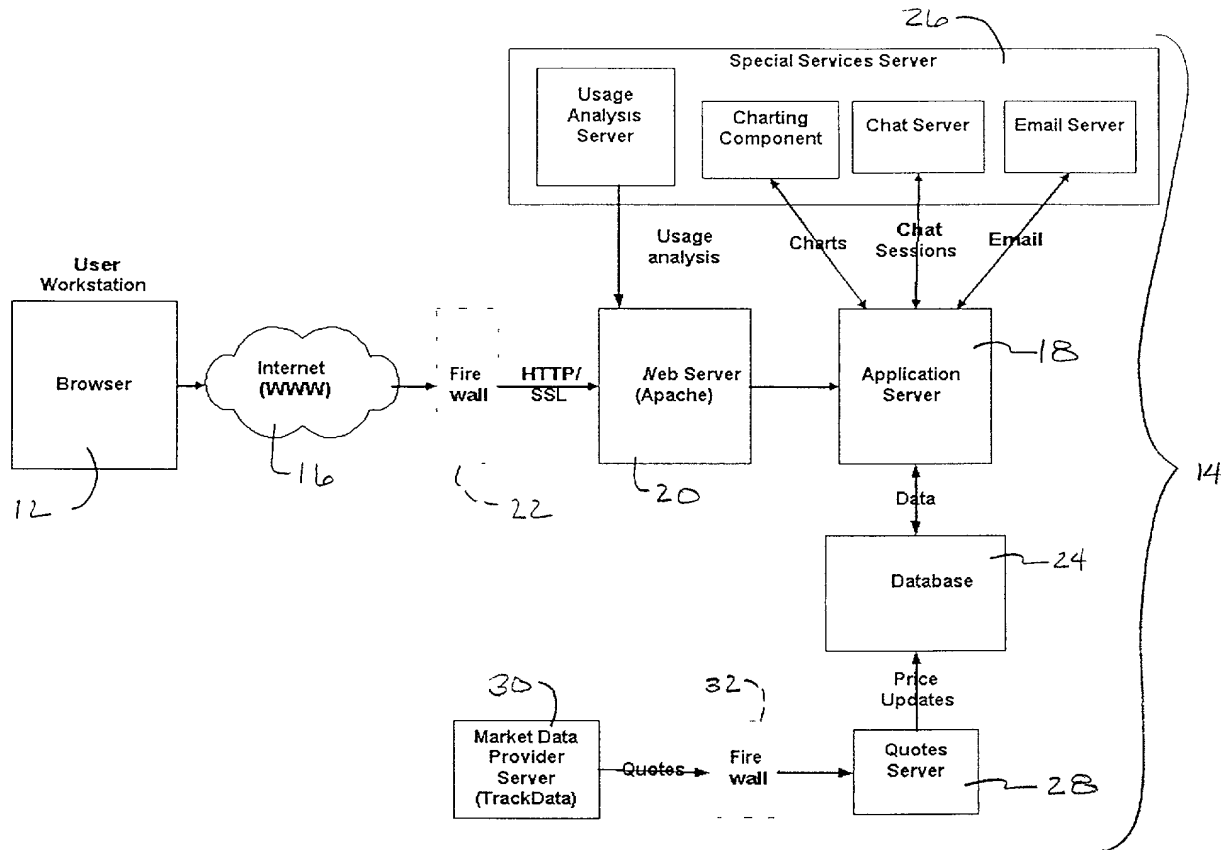 26
Special Services Server
Usage
Analysis
Server
Charting
Component
Chat Server
Email Server
Usage
analysis
Charts
Chat
Sessions
Email
User
Workstation
Browser
Internet
(WWW)
Fire
wall
HTTP/
SSL
Web Server
(Apache)
Application
Server
18
12
16
22
20
14
Data
Database
24
Price
Updates
30
32
Market Data
Provider
Server
(TrackData)
Quotes
Fire
wall
Quotes
Server
28